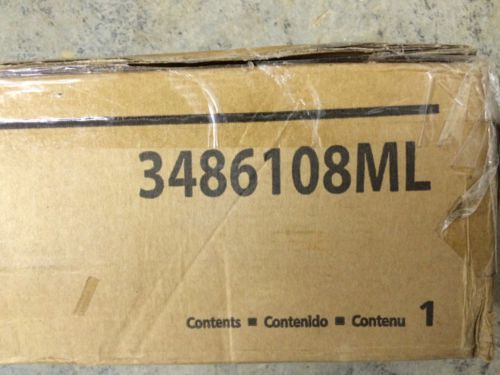 3486108ML
Contents ■ Contenido ■ Contenu 1